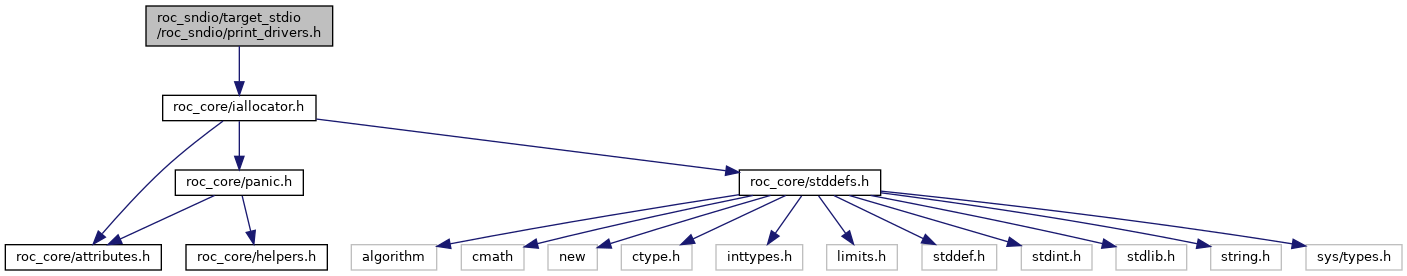 roc_sndio/target_stdio
/roc_sndio/print_drivers.h
roc_core/iallocator.h
roc_core/panic.h
roc_core/stddefs.h
roc_core/attributes.h
roc_core/helpers.h
algorithm
cmath
new
ctype.h
inttypes.h
limits.h
stddef.h
stdint.h
stdlib.h
string.h
sys/types.h